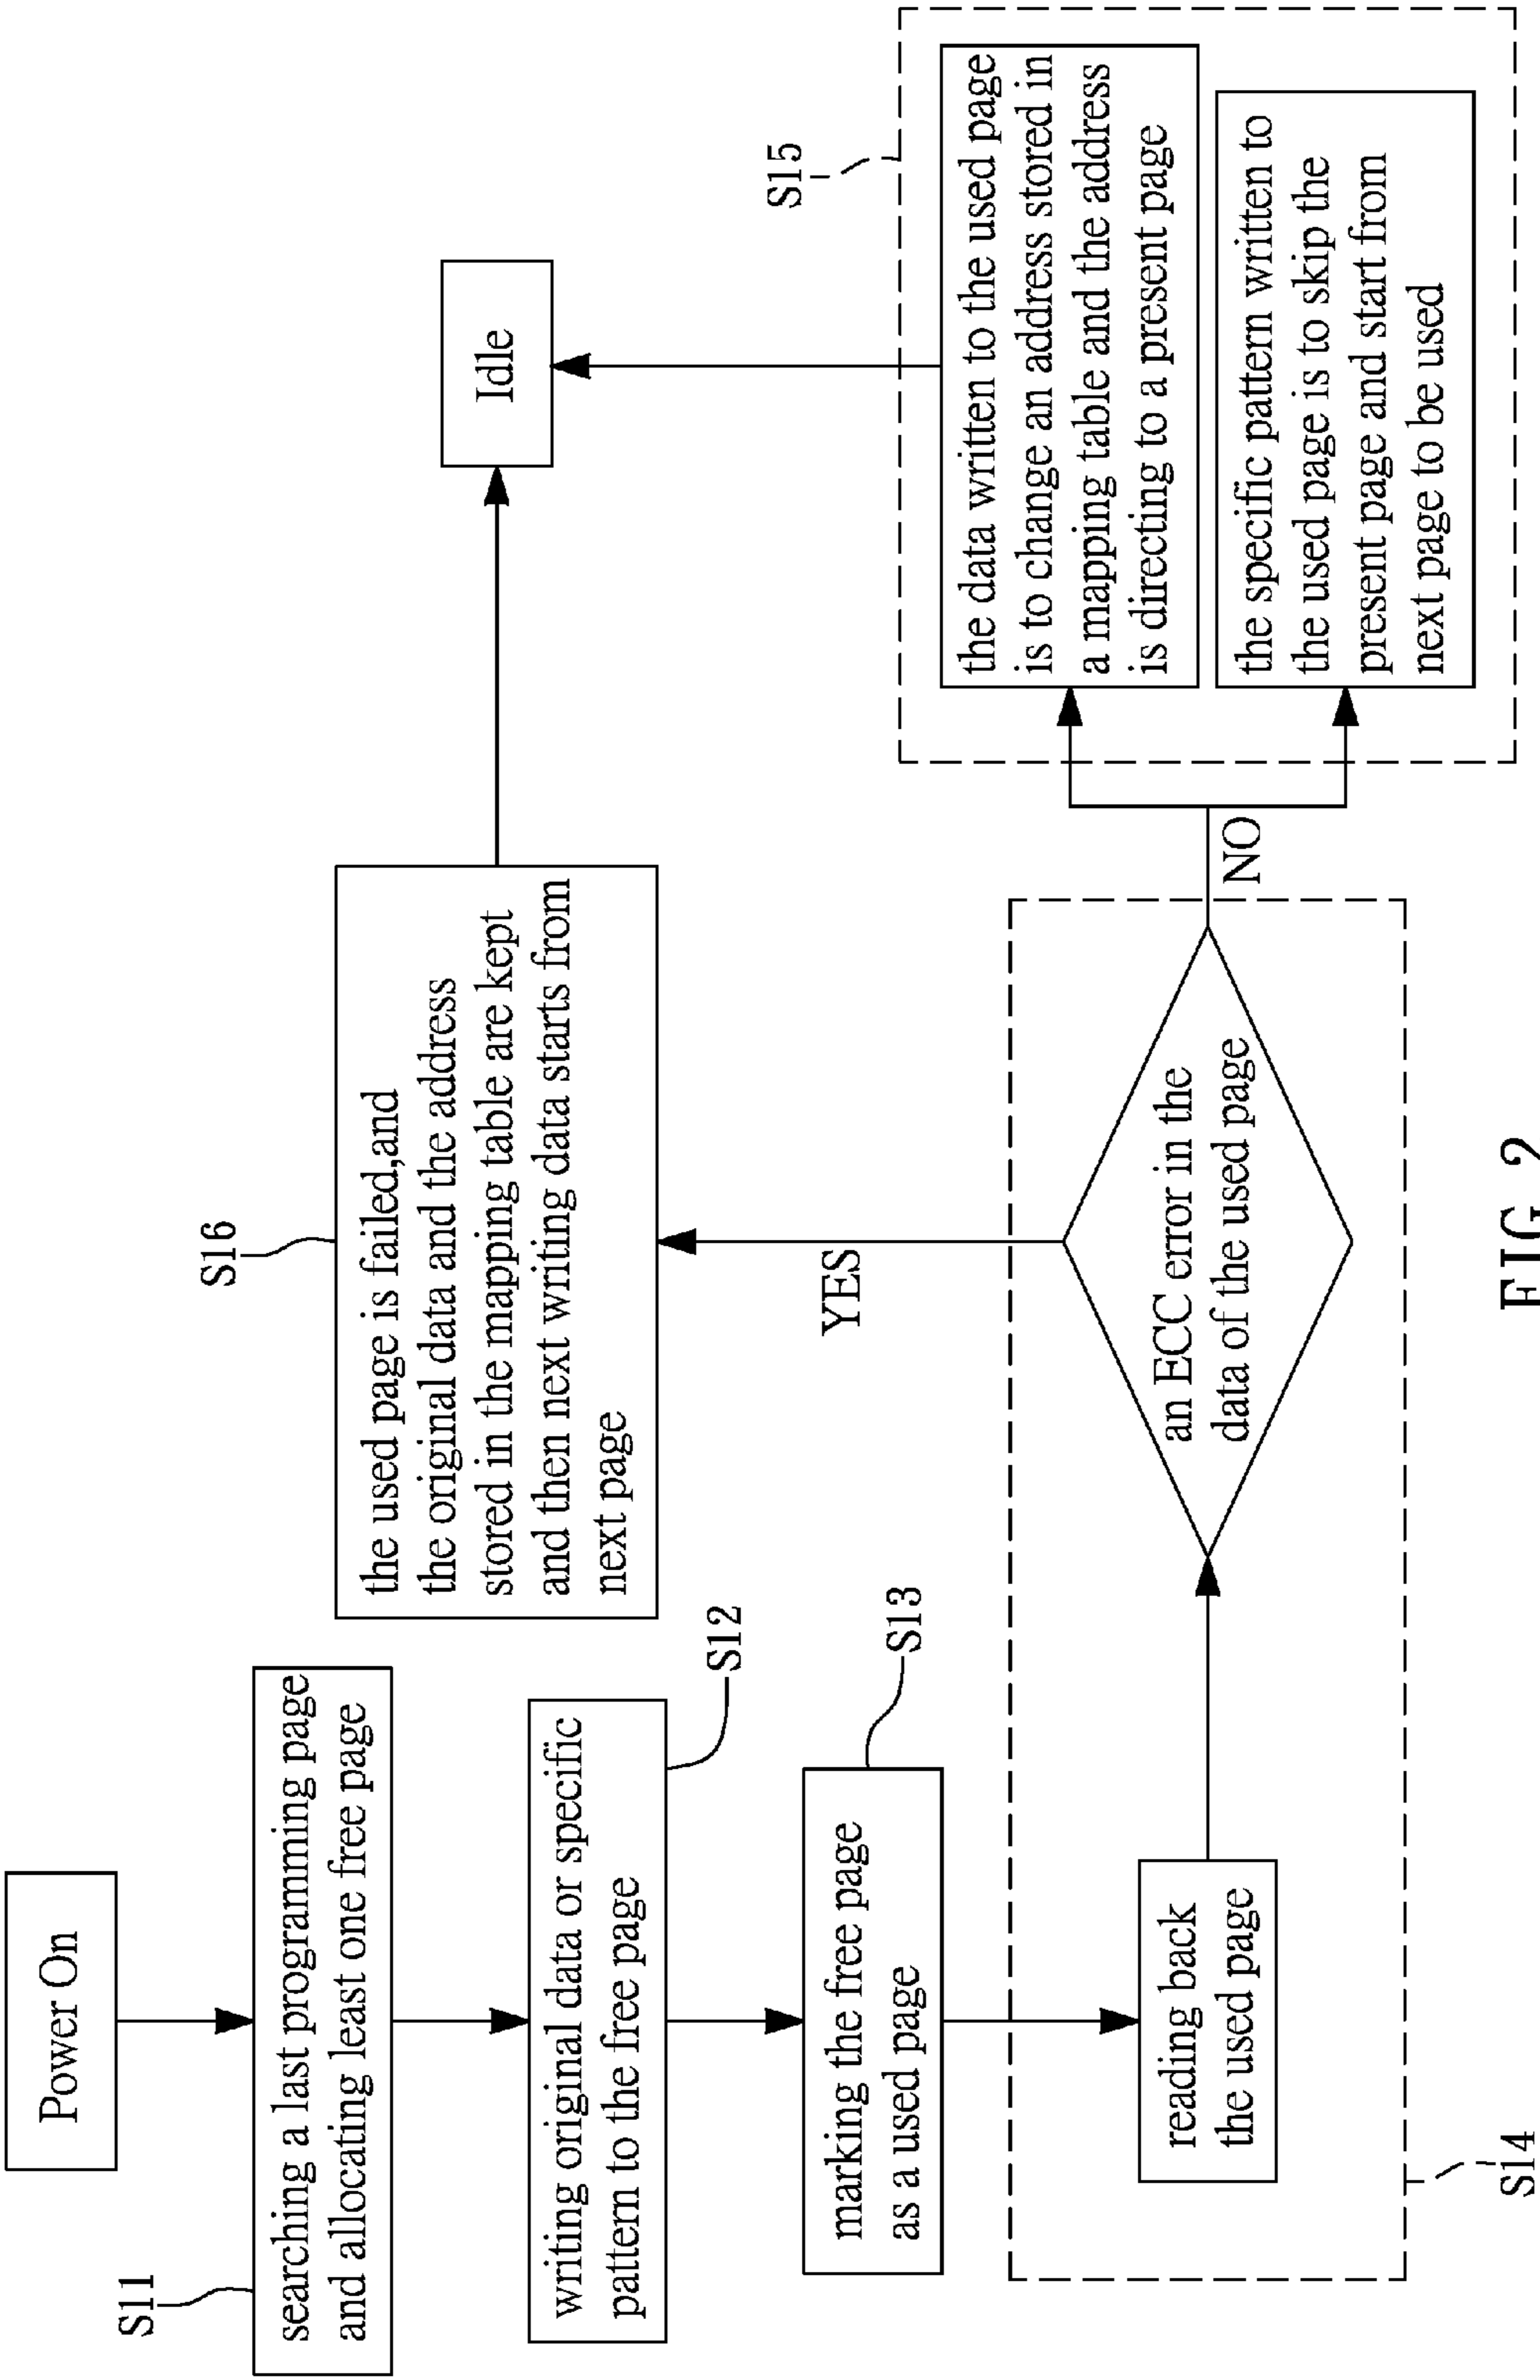 Power On
S11
searching a last programming page
and allocating least one free page
writing original data or specific
pattern to the free page
S12
marking the free page
as a used page
S13
reading back
the used page
S14
an ECC error in the
data of the used page
YES
NO
S16
the used page is failed,and
the original data and the address
stored in the mapping table are kept
and then next writing data starts from
next page
Idle
S15
the data written to the used page
is to change an address stored in
a mapping table and the address
is directing to a present page
the specific pattern written to
the used page is to skip the
present page and start from
next page to be used
FIG 2